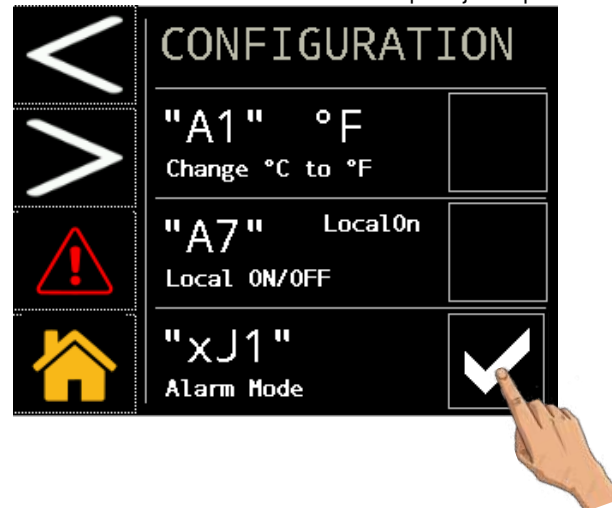 CONFIGURATION
"A1" °F
Change °C to °F
"A7" LocalOn
Local ON/OFF
"xJ1"
Alarm Mode